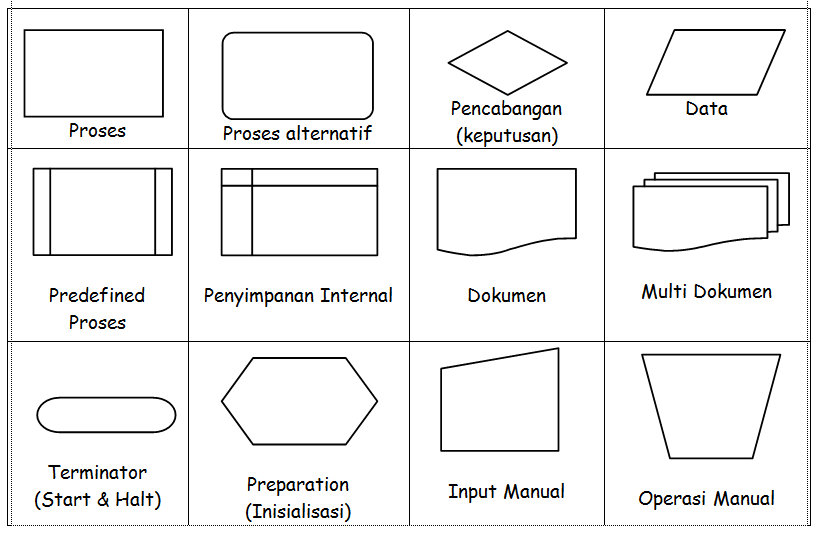 Proses
Proses alternatif
Pencabangan
(keputusan)
Data
Predefined
Proses
Penyimpanan Internal
Dokumen
Multi Dokumen
Terminator
(Start & Halt)
Preparation
(Inisialisasi)
Input Manual
Operasi Manual